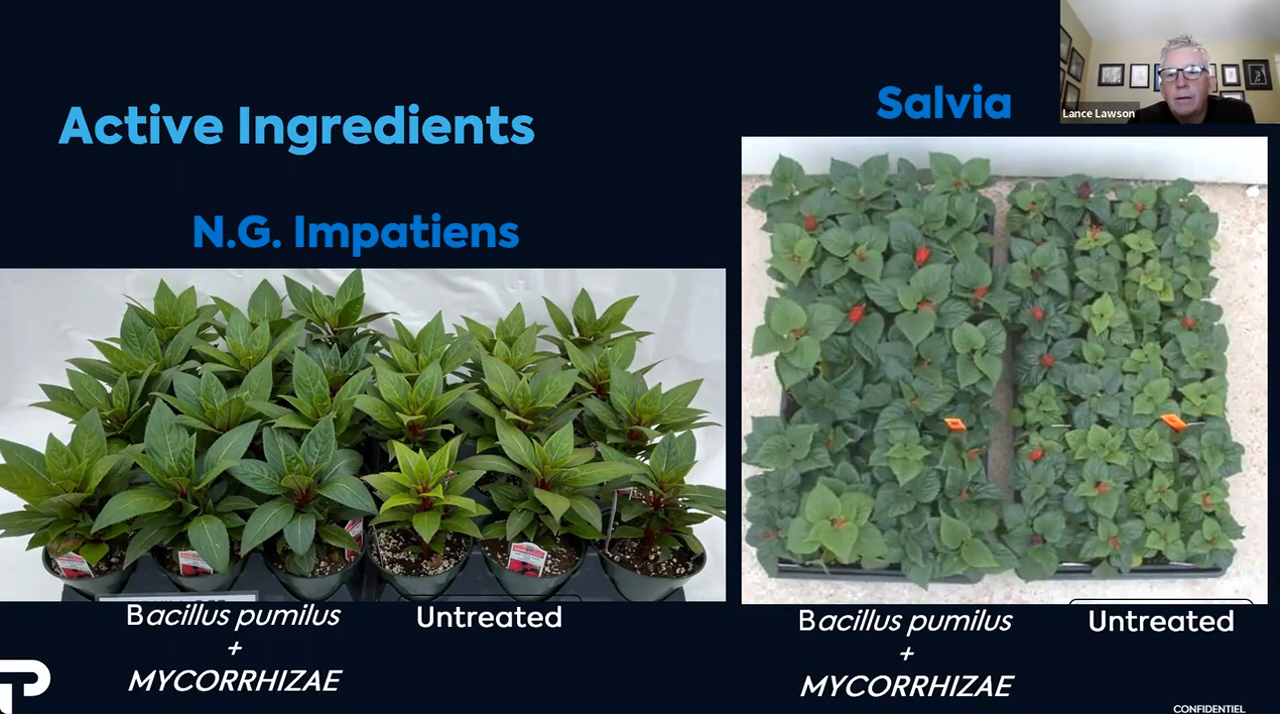 Active Ingredients
Salvia
Lance Lawson
N.G. Impatiens
Bacillus pumilus
+
MYCORRHIZAE
Untreated
Bacillus pumilus
+
MYCORRHIZAE
Untreated
CONFIDENTIEL